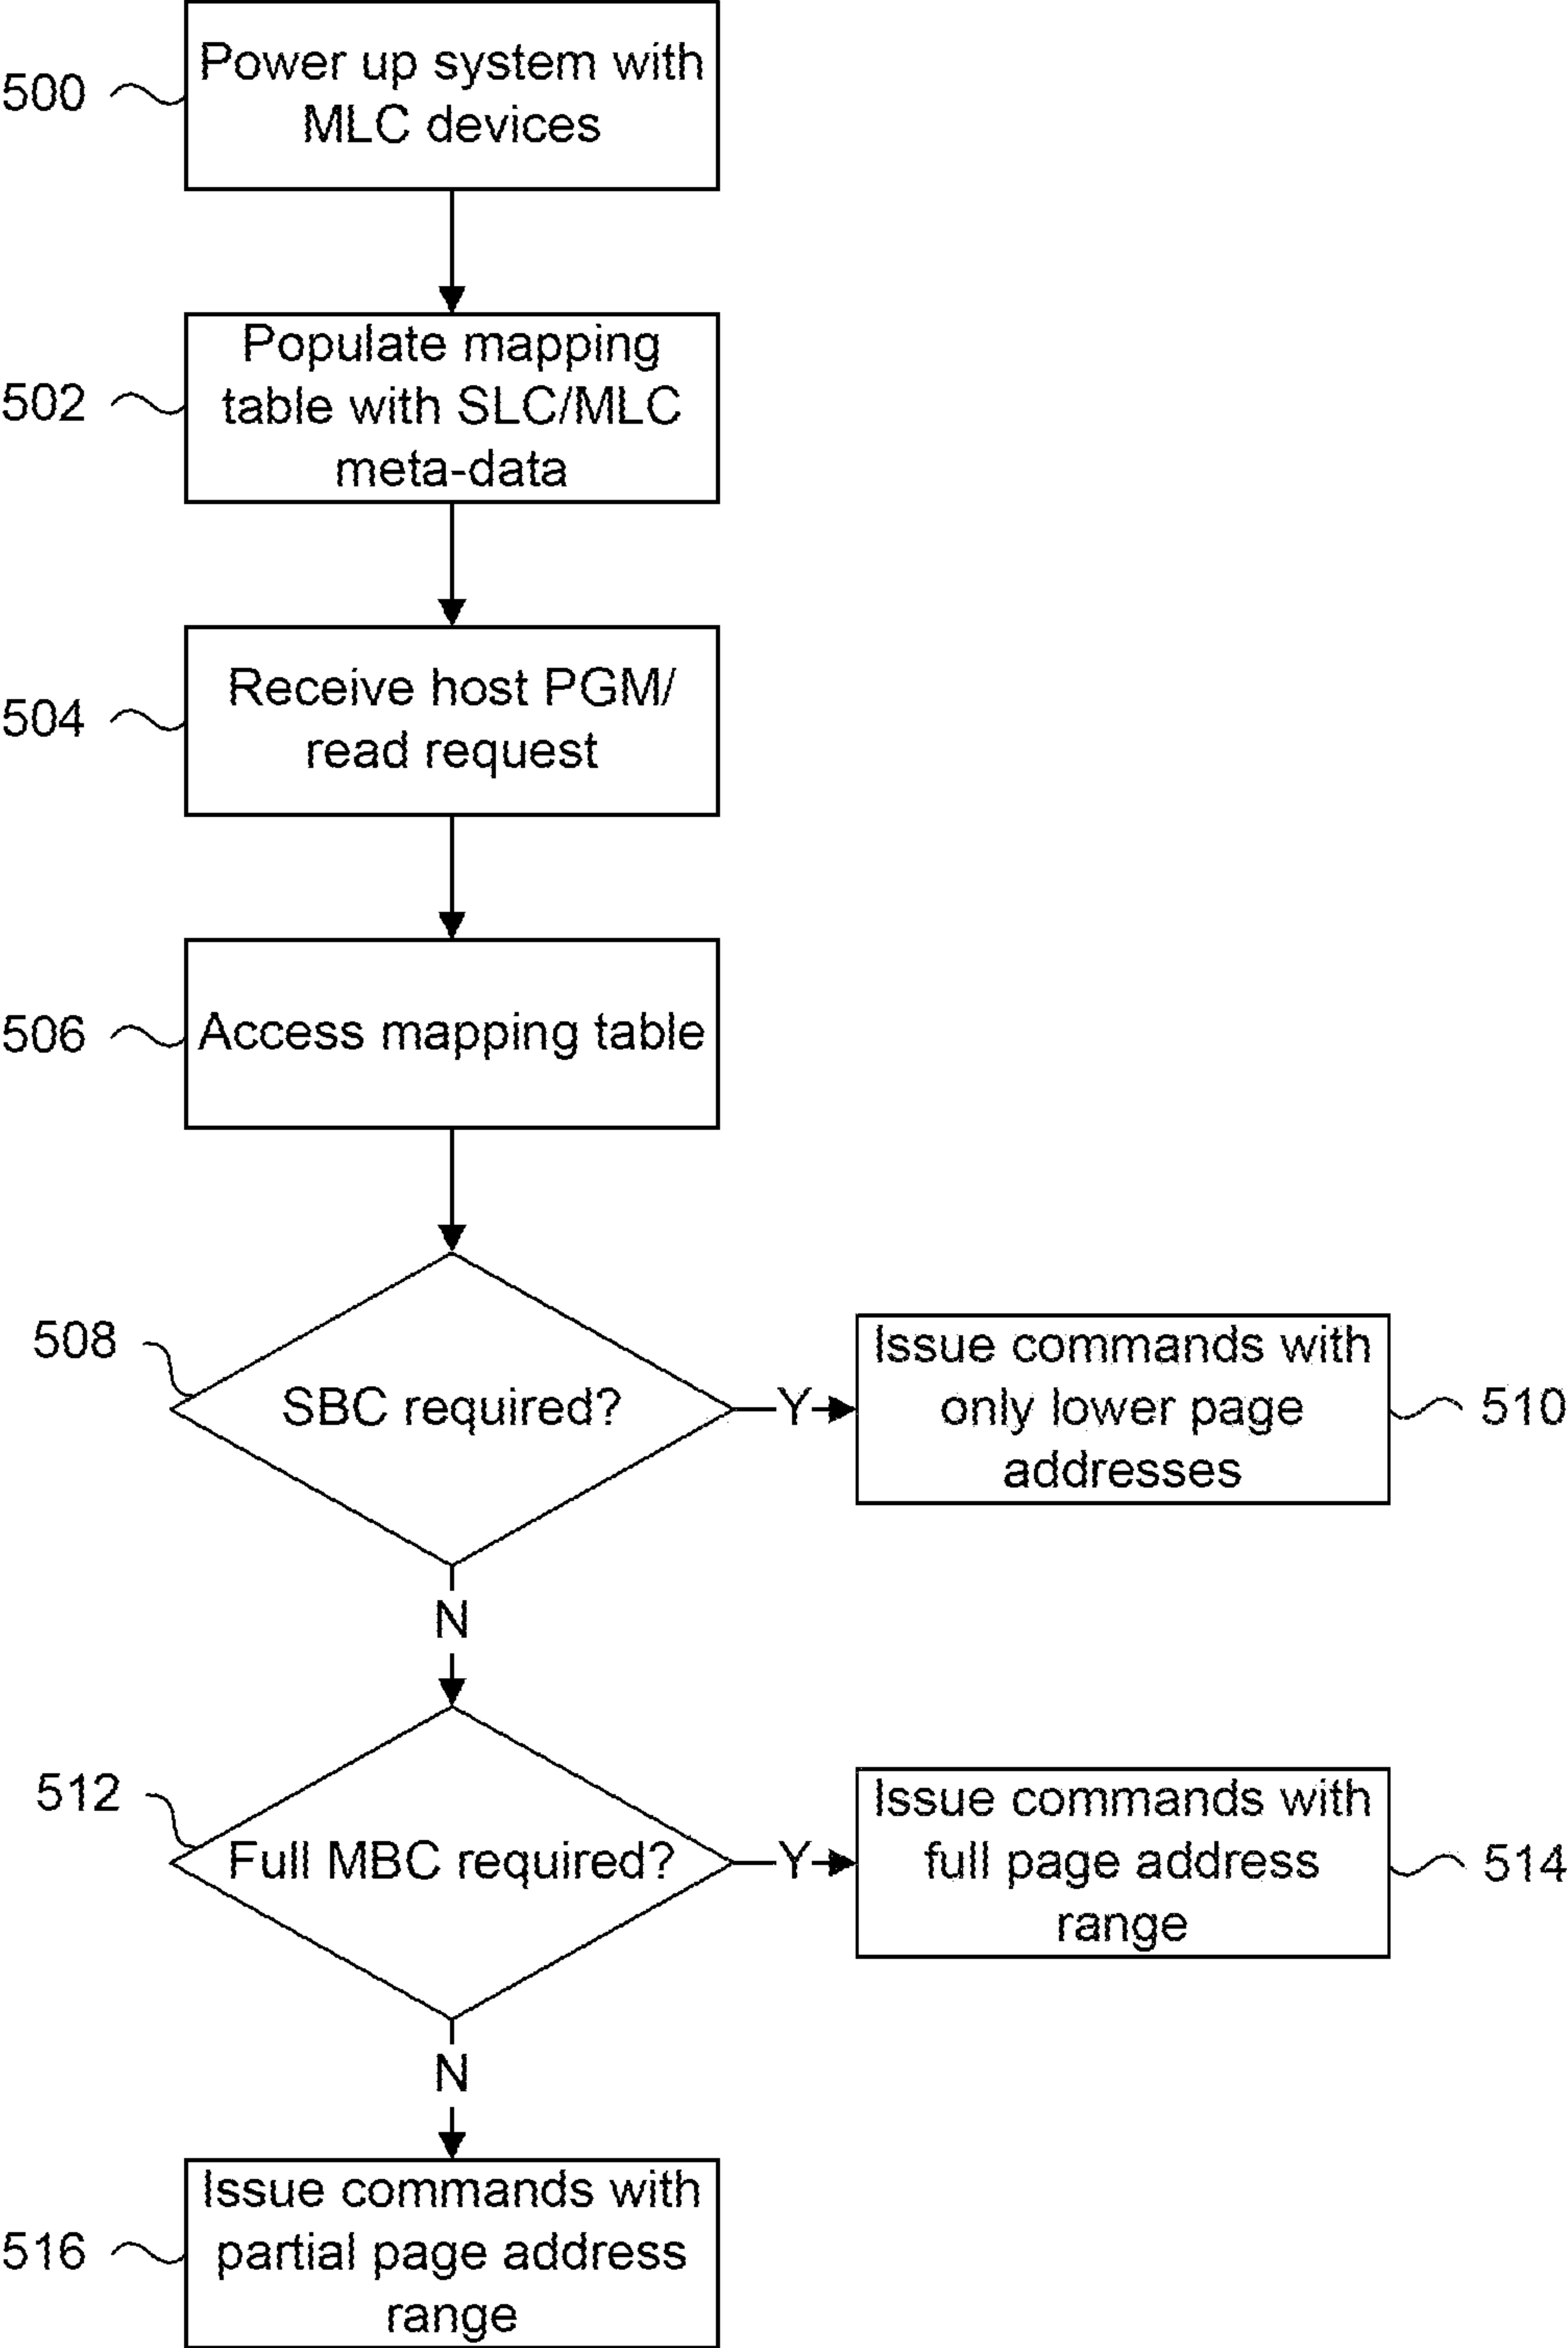 500
Power up system with
MLC devices
502
Populate mapping
table with SLC/MLC
meta-data
504
Receive host PGM/
read request
506
Access mapping table
508
SBC required?
Y
Issue commands with
only lower page
addresses
510
N
512
Full MBC required?
Y
Issue commands with
full page address
range
514
N
516
Issue commands with
partial page address
range